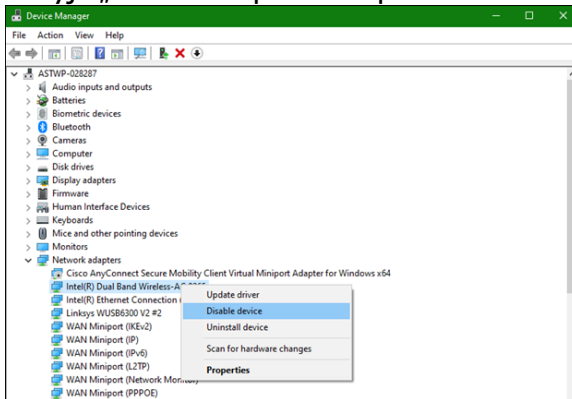 Device Manager
File Action View Help
ASTWP-028287
Audio inputs and outputs
Batteries
Biometric devices
Bluetooth
Cameras
Computer
Disk drives
Display adapters
Firmware
Human Interface Devices
Keyboards
Mice and other pointing devices
Monitors
Network adapters
Cisco AnyConnect Secure Mobility Client Virtual Miniport Adapter for Windows x64
Intel(R) Dual Band Wireless-AC
Intel(R) Ethernet Connection
Linksys WUSB6300 V2 #2
WAN Miniport (IKEv2)
WAN Miniport (IP)
WAN Miniport (IPv6)
WAN Miniport (L2TP)
WAN Miniport (Network Monitor)
WAN Miniport (PPPOE)
Update driver
Disable device
Uninstall device
Scan for hardware changes
Properties